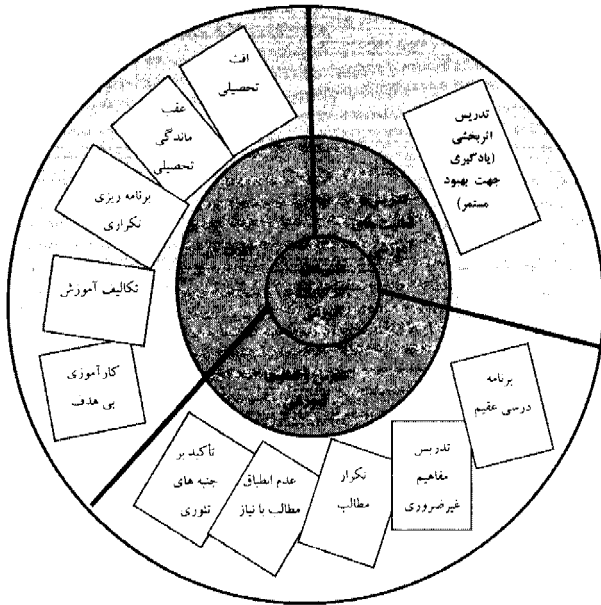 افت
تحصیلی
عقب
ماندگی
تحصیلی
برنامه ریزی
تکراری
تکالیف آموزش
کارآموزی
بی هدف
تدریس
اثربخشی
(یادگیری
جهت بهبود
مستمر)
برنامه
درسی عقیم
تدریس
مفاهیم
غیرضروری
تکرار
مطالب
عدم انطباق
مطالب با نیاز
تأکید بر
جنبه های
تئوری